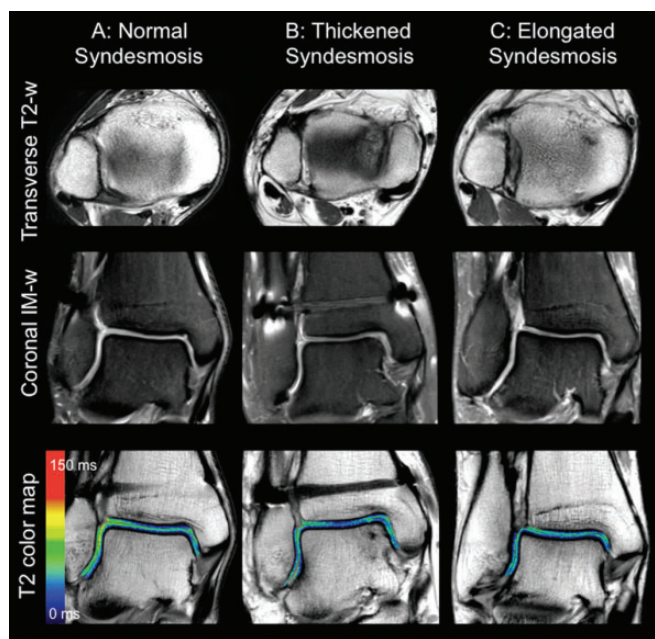 A: Normal
Syndesmosis
B: Thickened
Syndesmosis
C: Elongated
Syndesmosis
Transverse T2-w
Coronal IM-w
T2 color map
150 ms
0 ms